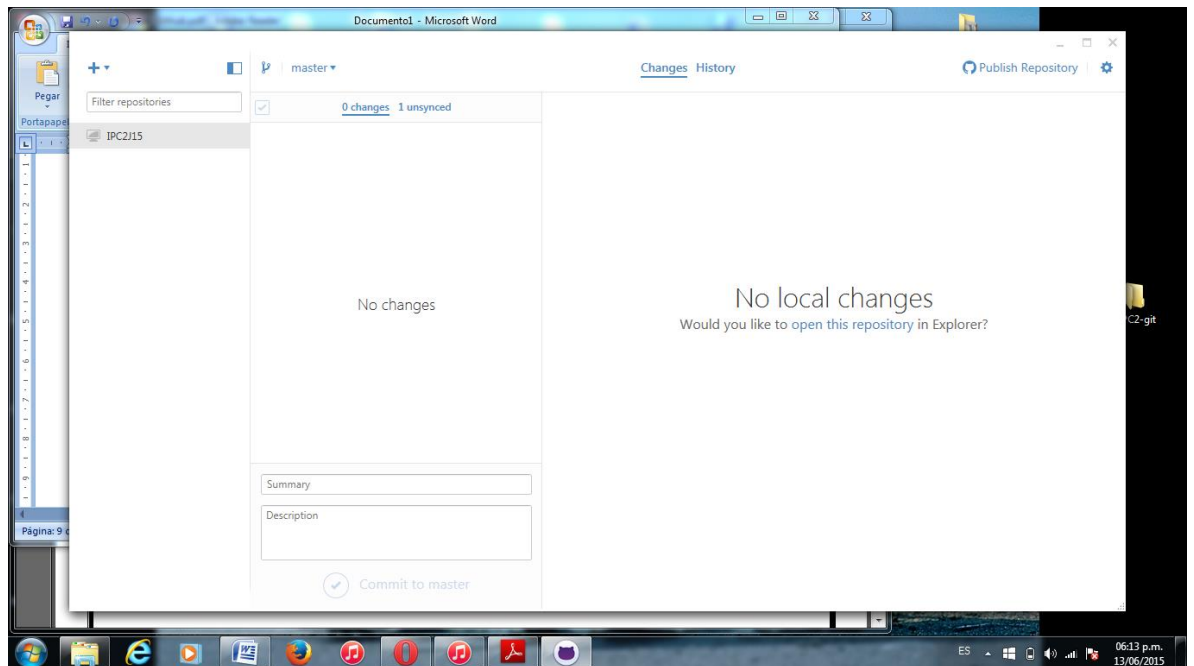 Documento1 - Microsoft Word
master
Changes History
Publish Repository
Pegar
Filter repositories
0 changes 1 unsynced
Portapapel
IPC2J15
No changes
No local changes
Would you like to open this repository in Explorer?
C2-git
Summary
Description
Página: 9 d
Commit to master
ES
06:13 p.m.
13/06/2015